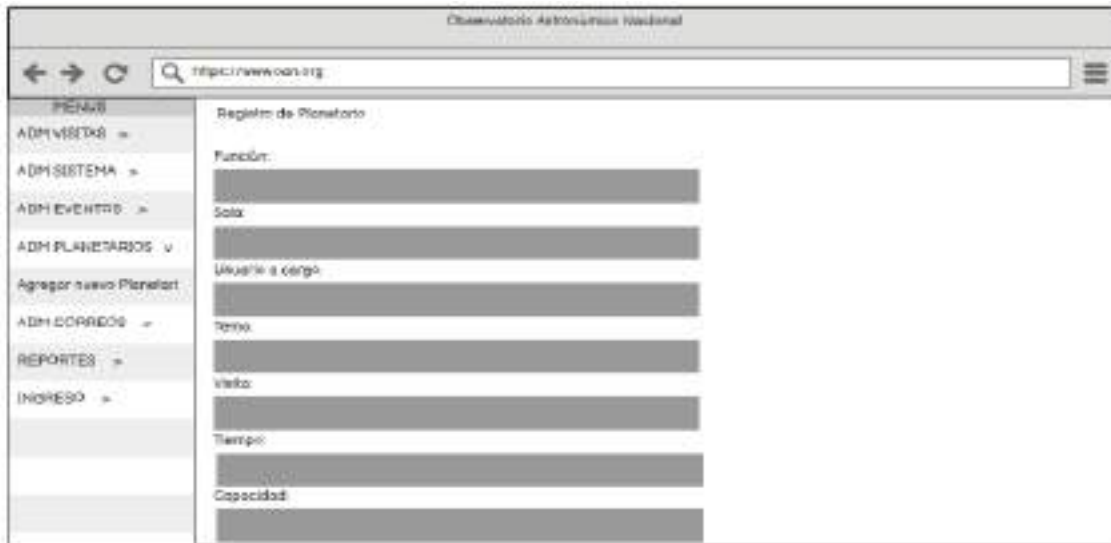 Observatorio Astronómico Nacional
https://www.oan.org
MENUS
ADM VISITAS »
ADM SISTEMA »
ADM EVENTOS »
ADM PLANETARIOS v
Agregar nuevo Planetari
ADM CORREOS »
REPORTES »
INGRESO »
Registro de Planetario
Función:
Sala:
Usuario a cargo:
Tema:
Visita:
Tiempo:
Capacidad: